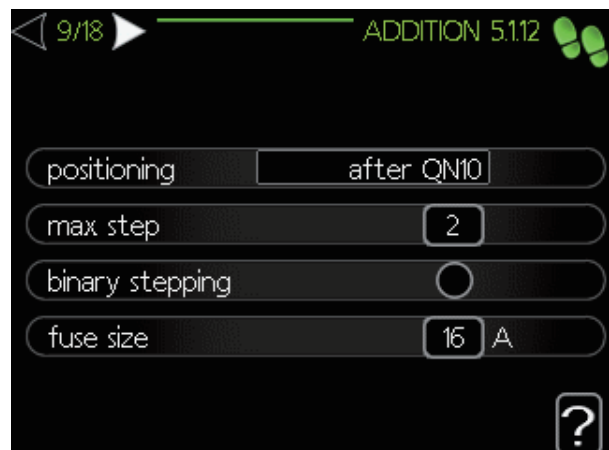 9/18 ADDITION 5.1.12
positioning after QN10
max step 2
binary stepping
fuse size 16 A
?